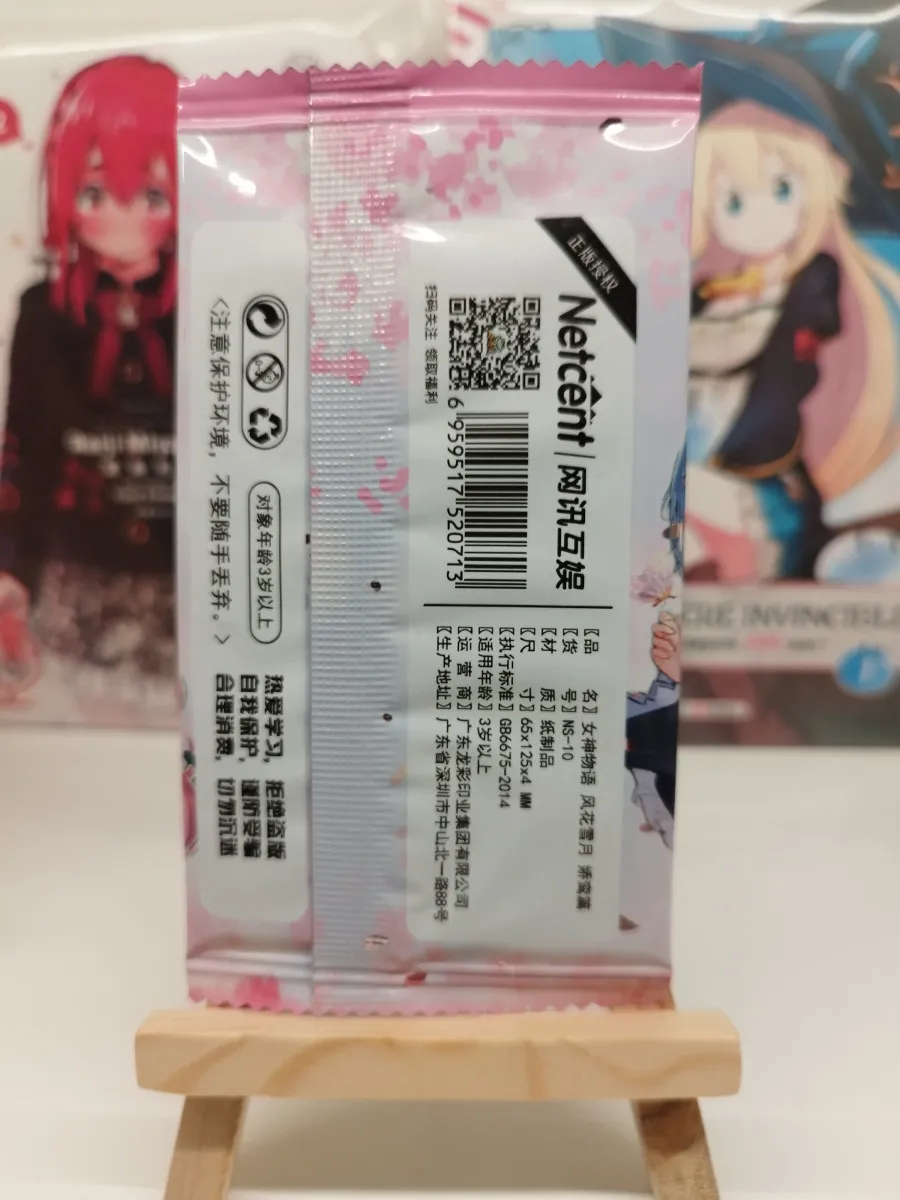 正版授权
Netcent | 网讯互娱
扫码关注 领取福利
6 959517 520713
〖品 名〗女神物语 风花雪月 娇鸾篇
〖货 号〗NS-10
〖材 质〗纸制品
〖尺 寸〗65x125x4 MM
〖执行标准〗GB6675-2014
〖适用年龄〗3岁以上
〖运 营 商〗广东龙彩印业集团有限公司
〖生产地址〗广东省深圳市中山北一路88号
对象年龄3岁以上
<注意保护环境，不要随手丢弃。>
热爱学习，拒绝盗版
自我保护，谨防受骗
合理消费，切勿沉迷
INVINCIBLE